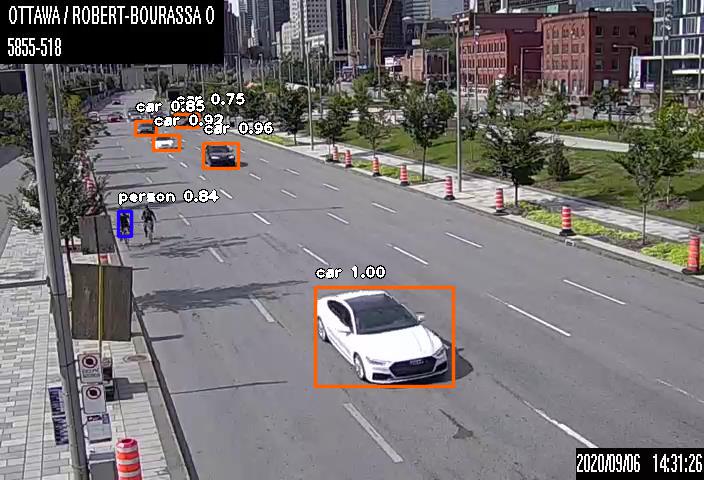 OTTAWA / ROBERT-BOURASSA O
5855-518
car 0.75
car 0.85
car 0.92
car 0.96
person 0.84
car 1.00
2020/09/06 14:31:26